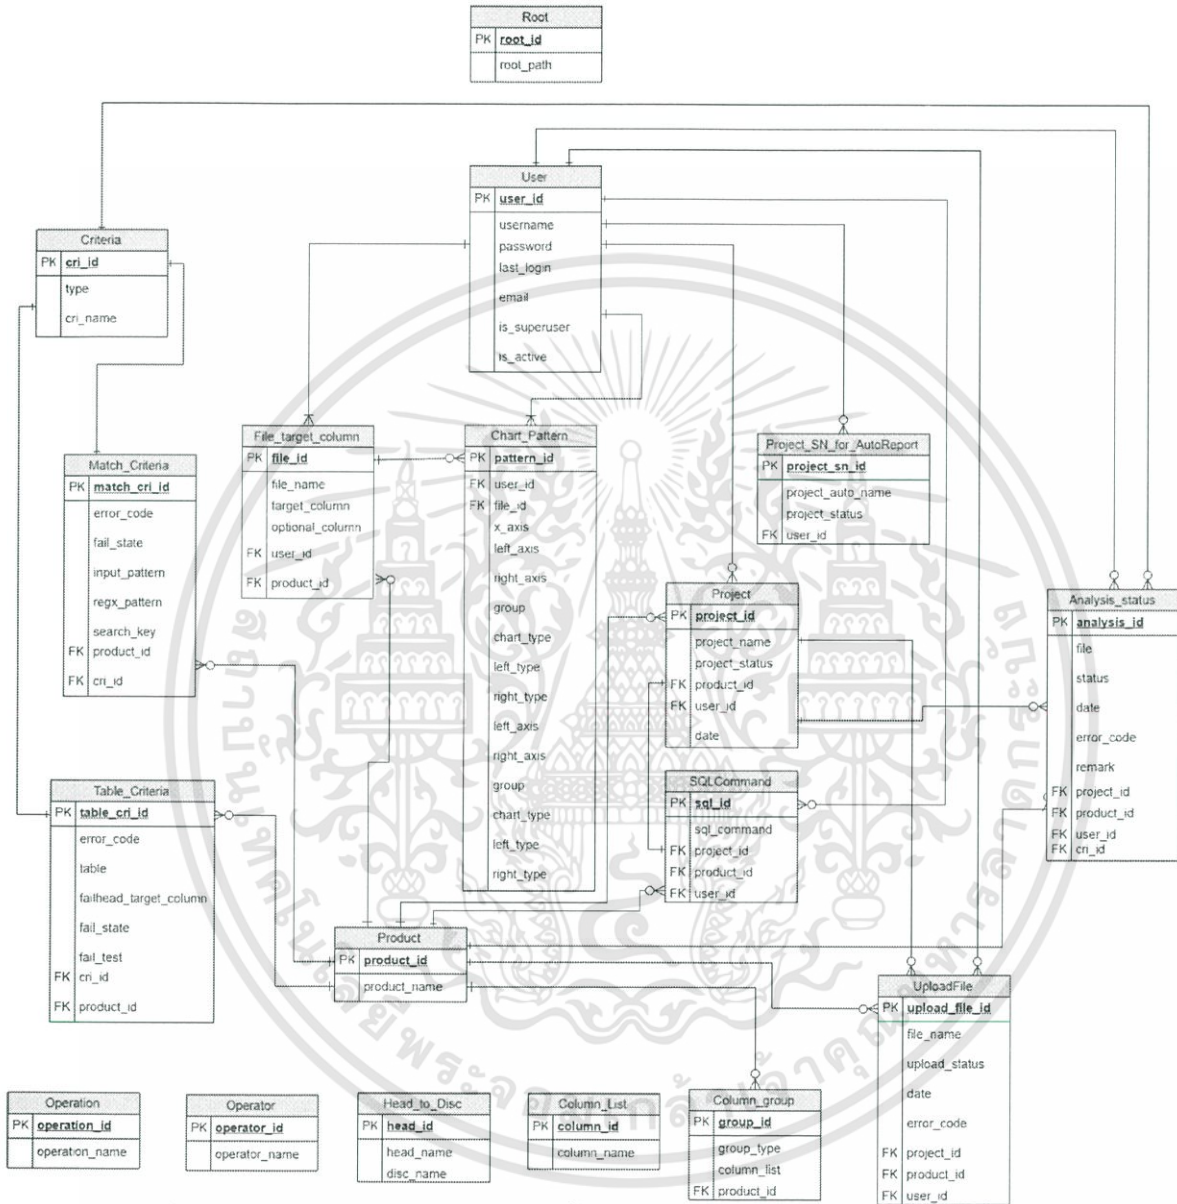 Root
PK root_id
root_path
User
PK user_id
username
password
last_login
email
is_superuser
is_active
Criteria
PK cri_id
type
cri_name
File_target_column
PK file_id
file_name
target_column
optional_column
FK user_id
FK product_id
Chart_Pattern
PK pattern_id
FK user_id
FK file_id
x_axis
left_axis
right_axis
group
chart_type
left_type
right_type
left_axis
right_axis
group
chart_type
left_type
right_type
Project_SN_for_AutoReport
PK project_sn_id
project_auto_name
project_status
FK user_id
Match_Criteria
PK match_cri_id
error_code
fail_state
input_pattern
regx_pattern
search_key
FK product_id
FK cri_id
Project
PK project_id
project_name
project_status
FK product_id
FK user_id
date
Analysis_status
PK analysis_id
file
status
date
error_code
remark
FK project_id
FK product_id
FK user_id
FK cri_id
SQLCommand
PK sql_id
sql_command
FK project_id
FK product_id
FK user_id
Table_Criteria
PK table_cri_id
error_code
table
failhead_target_column
fail_state
fail_test
FK cri_id
FK product_id
Product
PK product_id
product_name
UploadFile
PK upload_file_id
file_name
upload_status
date
error_code
FK project_id
FK product_id
FK user_id
Operation
PK operation_id
operation_name
Operator
PK operator_id
operator_name
Head_to_Disc
PK head_id
head_name
disc_name
Column_List
PK column_id
column_name
Column_group
PK group_id
group_type
column_list
FK product_id